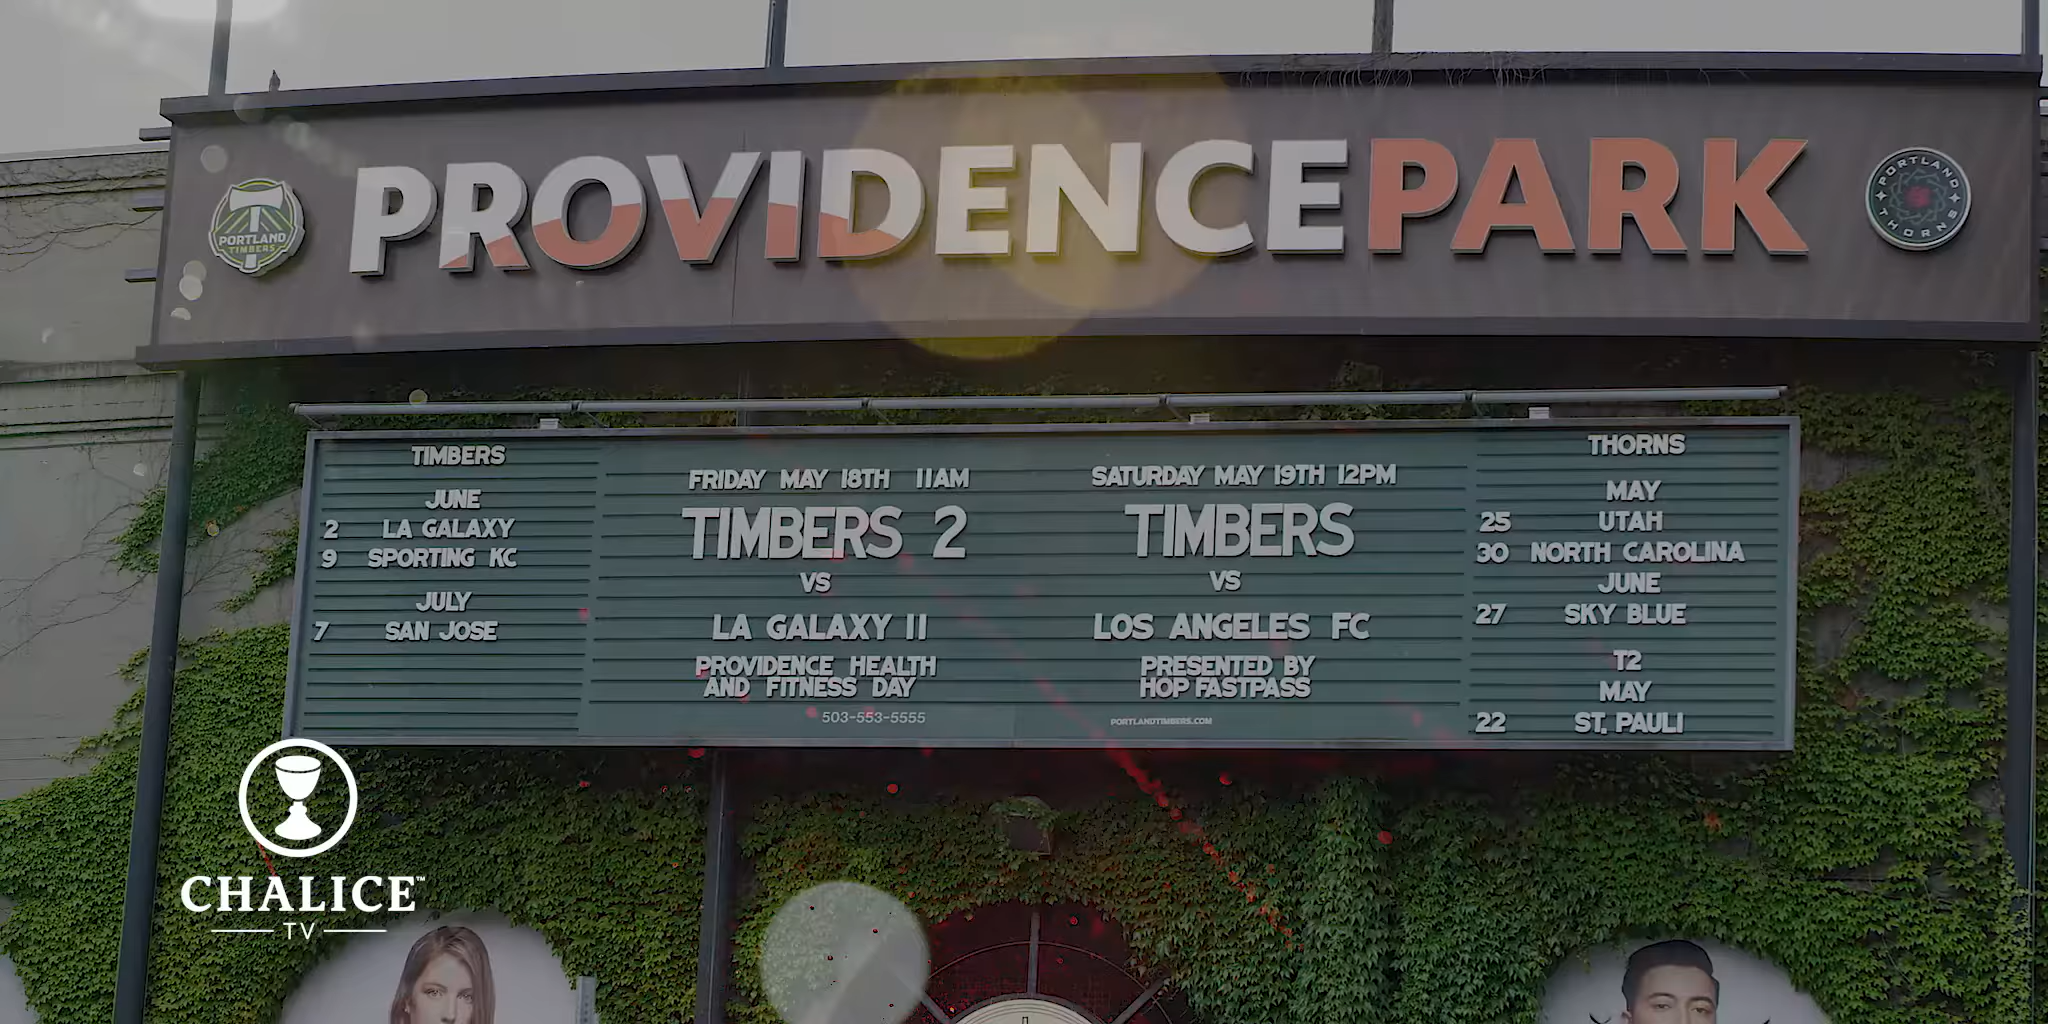 PROVIDENCE PARK
PORTLAND
TIMBERS
PORTLAND
THORNS
TIMBERS
JUNE
2 LA GALAXY
9 SPORTING KC
JULY
7 SAN JOSE
FRIDAY MAY 18TH 11AM
TIMBERS 2
VS
LA GALAXY II
PROVIDENCE HEALTH
AND FITNESS DAY
503-553-5555
SATURDAY MAY 19TH 12PM
TIMBERS
VS
LOS ANGELES FC
PRESENTED BY
HOP FASTPASS
PORTLANDTIMBERS.COM
THORNS
MAY
25 UTAH
30 NORTH CAROLINA
JUNE
27 SKY BLUE
T2
MAY
22 ST. PAULI
CHALICE™
TV